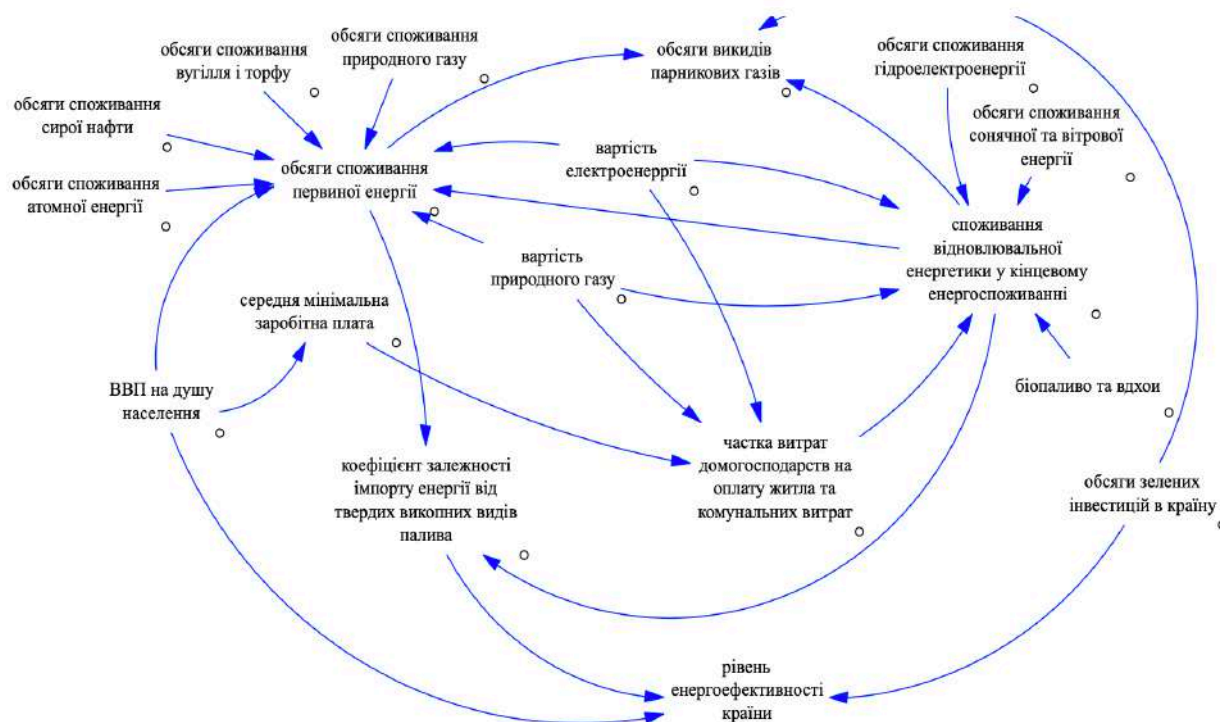 обсяги споживання
вугілля і торфу
обсяги споживання
природного газу
обсяги викидів
парникових газів
обсяги споживання
гідроелектроенергії
обсяги споживання
сирої нафти
обсяги споживання
сонячної та вітрової
енергії
обсяги споживання
первиної енергії
вартість
електроенерргії
обсяги споживання
атомної енергії
споживання
відновлювальної
енергетики у кінцевому
енергоспоживанні
вартість
природного газу
середня мінімальна
заробітна плата
ВВП на душу
населення
біопаливо та вдхои
частка витрат
домогосподарств на
оплату житла та
комунальних витрат
коефіцієнт залежності
імпорту енергії від
твердих викопних видів
палива
обсяги зелених
інвестицій в країну
рівень
енергоефективності
країни